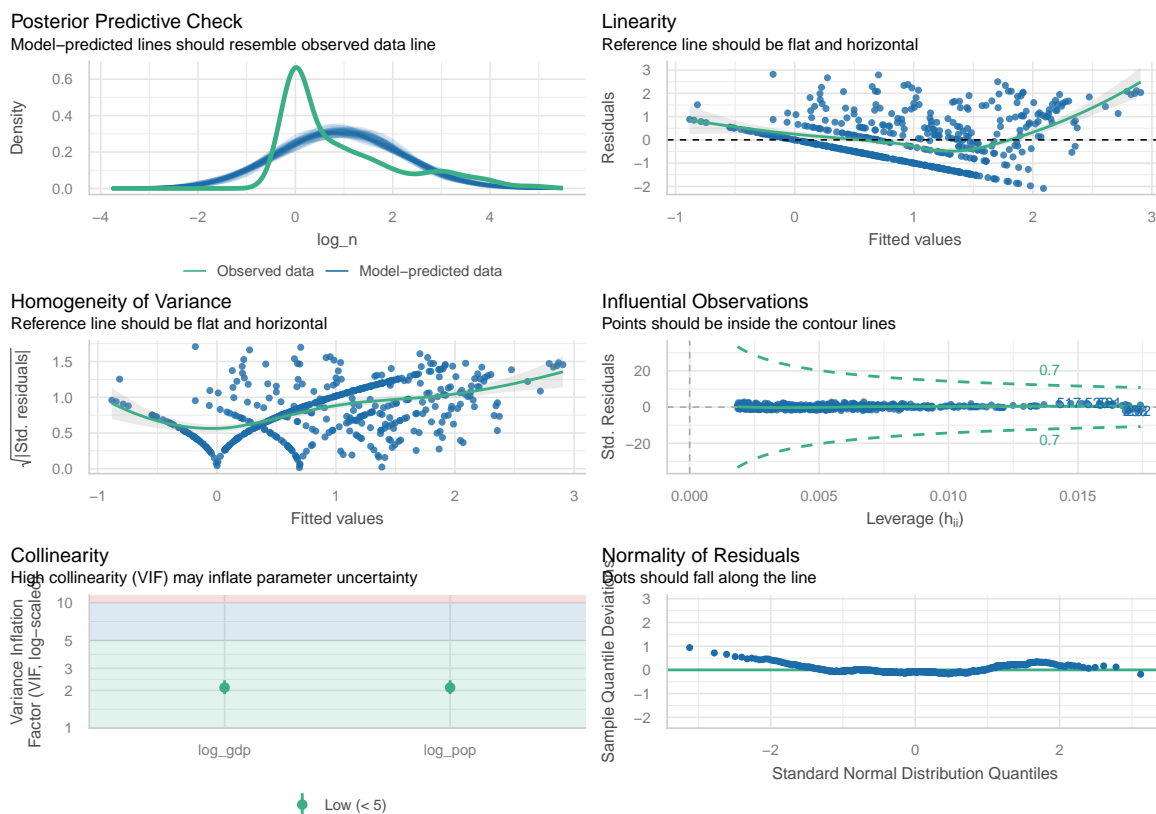 Posterior Predictive Check
Model−predicted lines should resemble observed data line
Density
0.6
0.4
0.2
0.0
−4
−2
0
2
4
log_n
Observed data
Model−predicted data
Linearity
Reference line should be flat and horizontal
Residuals
3
2
1
0
−1
−2
−1
0
1
2
3
Fitted values
Homogeneity of Variance
Reference line should be flat and horizontal
√|Std. residuals|
1.5
1.0
0.5
0.0
−1
0
1
2
3
Fitted values
Influential Observations
Points should be inside the contour lines
Std. Residuals
20
0
−20
0.7
0.7
0.000
0.005
0.010
0.015
Leverage (hii)
Collinearity
High collinearity (VIF) may inflate parameter uncertainty
Variance Inflation
Factor (VIF, log−scaled)
10
5
3
2
1
log_gdp
log_pop
Low (< 5)
Normality of Residuals
Dots should fall along the line
Sample Quantile Deviations
3
2
1
0
−1
−2
−2
0
2
Standard Normal Distribution Quantiles